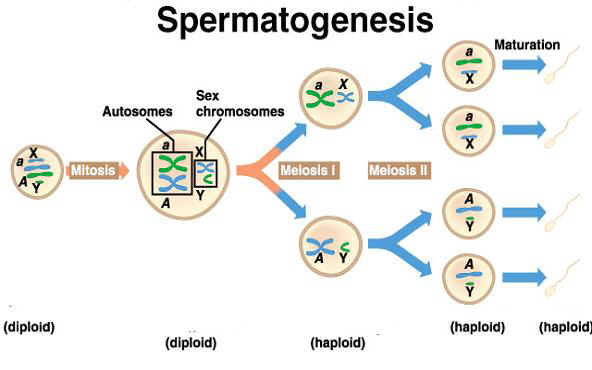 Spermatogenesis
Maturation
a
X
a
X
Sex
chromosomes
Autosomes
a
X
A
Y
X
a
A
Y
Mitosis
Meiosis I
Meiosis II
a
X
A
Y
A
Y
A
Y
(diploid)
(diploid)
(haploid)
(haploid)
(haploid)